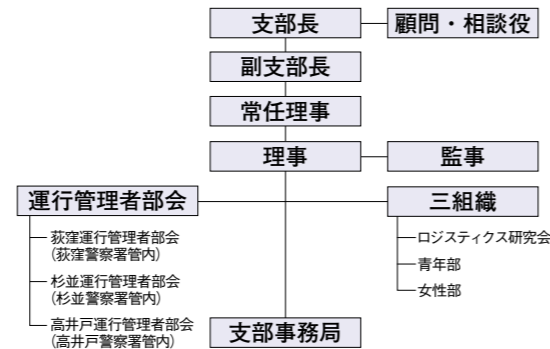 支部長
顧問・相談役
副支部長
常任理事
理事
監事
運行管理者部会
三組織
荻窪運行管理者部会
(荻窪警察署管内)
杉並運行管理者部会
(杉並警察署管内)
高井戸運行管理者部会
(高井戸警察署管内)
ロジスティクス研究会
青年部
女性部
支部事務局